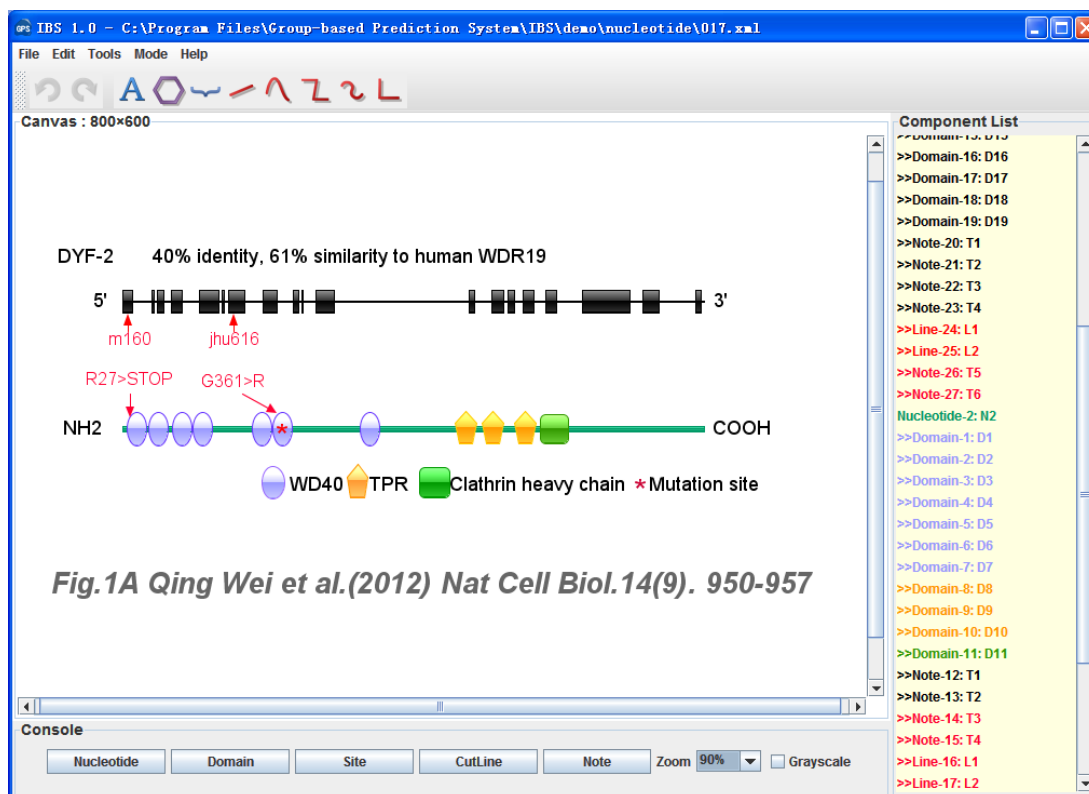 GPS IBS 1.0 - C:\Program Files\Group-based Prediction System\IBS\demo\nucleotide\017.xml
File Edit Tools Mode Help
A
Canvas : 800×600
DYF-2 40% identity, 61% similarity to human WDR19
5' 3'
m160 jhu616
R27>STOP G361>R
NH2 * COOH
WD40 TPR Clathrin heavy chain * Mutation site
Fig.1A Qing Wei et al.(2012) Nat Cell Biol.14(9). 950-957
Component List
>>Domain-15: D15
>>Domain-16: D16
>>Domain-17: D17
>>Domain-18: D18
>>Domain-19: D19
>>Note-20: T1
>>Note-21: T2
>>Note-22: T3
>>Note-23: T4
>>Line-24: L1
>>Line-25: L2
>>Note-26: T5
>>Note-27: T6
Nucleotide-2: N2
>>Domain-1: D1
>>Domain-2: D2
>>Domain-3: D3
>>Domain-4: D4
>>Domain-5: D5
>>Domain-6: D6
>>Domain-7: D7
>>Domain-8: D8
>>Domain-9: D9
>>Domain-10: D10
>>Domain-11: D11
>>Note-12: T1
>>Note-13: T2
>>Note-14: T3
>>Note-15: T4
>>Line-16: L1
>>Line-17: L2
Console
Nucleotide Domain Site CutLine Note Zoom 90% Grayscale